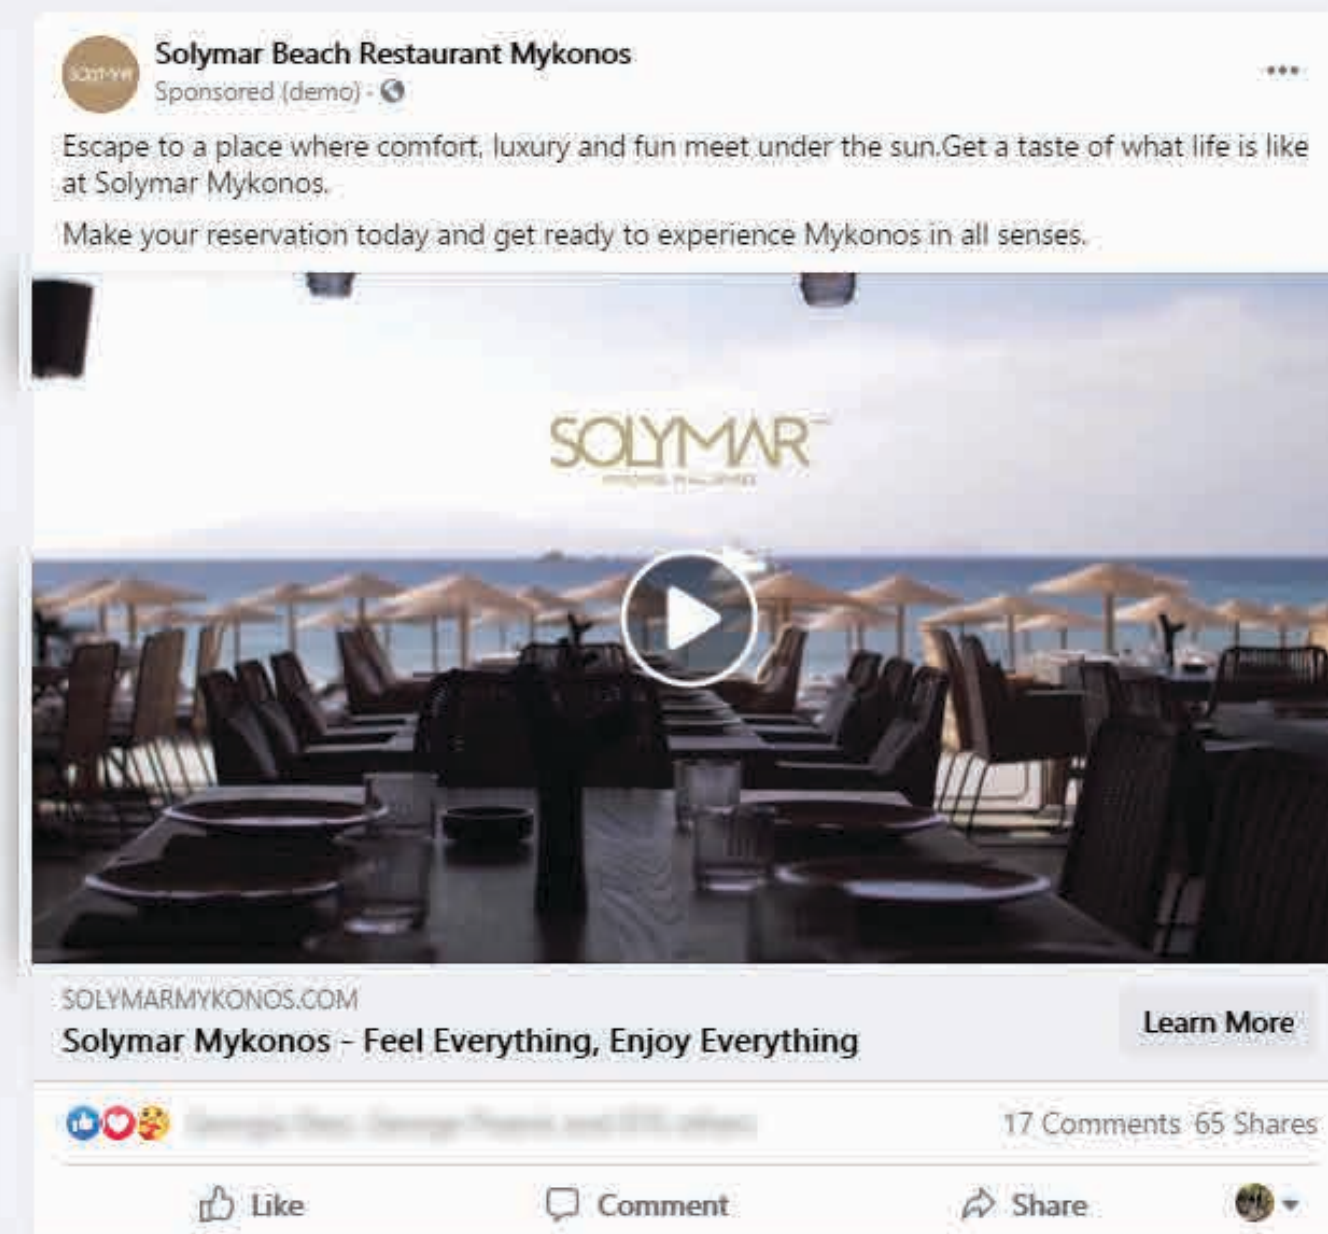 Solymar Beach Restaurant Mykonos
Sponsored (demo) ·
Escape to a place where comfort, luxury and fun meet under the sun.Get a taste of what life is like
at Solymar Mykonos.
Make your reservation today and get ready to experience Mykonos in all senses.
SOLYMAR
SOLYMARMYKONOS.COM
Solymar Mykonos - Feel Everything, Enjoy Everything
Learn More
17 Comments 65 Shares
Like
Comment
Share